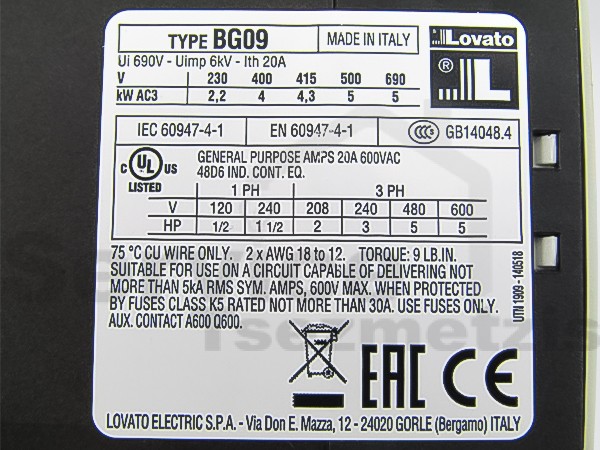 TYPE BG09
MADE IN ITALY
Lovato
Ui 690V - Uimp 6kV - Ith 20A
V 230 400 415 500 690
kW AC3 2,2 4 4,3 5 5
®
L
IEC 60947-4-1 EN 60947-4-1 CCC GB14048.4
C UL US
LISTED
®
GENERAL PURPOSE AMPS 20A 600VAC
48D6 IND. CONT. EQ.
1 PH 3 PH
V 120 240 208 240 480 600
HP 1/2 1 1/2 2 3 5 5
75 °C CU WIRE ONLY. 2 x AWG 18 to 12. TORQUE: 9 LB.IN.
SUITABLE FOR USE ON A CIRCUIT CAPABLE OF DELIVERING NOT
MORE THAN 5kA RMS SYM. AMPS, 600V MAX. WHEN PROTECTED
BY FUSES CLASS K5 RATED NOT MORE THAN 30A. USE FUSES ONLY.
AUX. CONTACT A600 Q600.
UTN 1909 - 140518
EAC CE
LOVATO ELECTRIC S.P.A. - Via Don E. Mazza, 12 - 24020 GORLE (Bergamo) ITALY